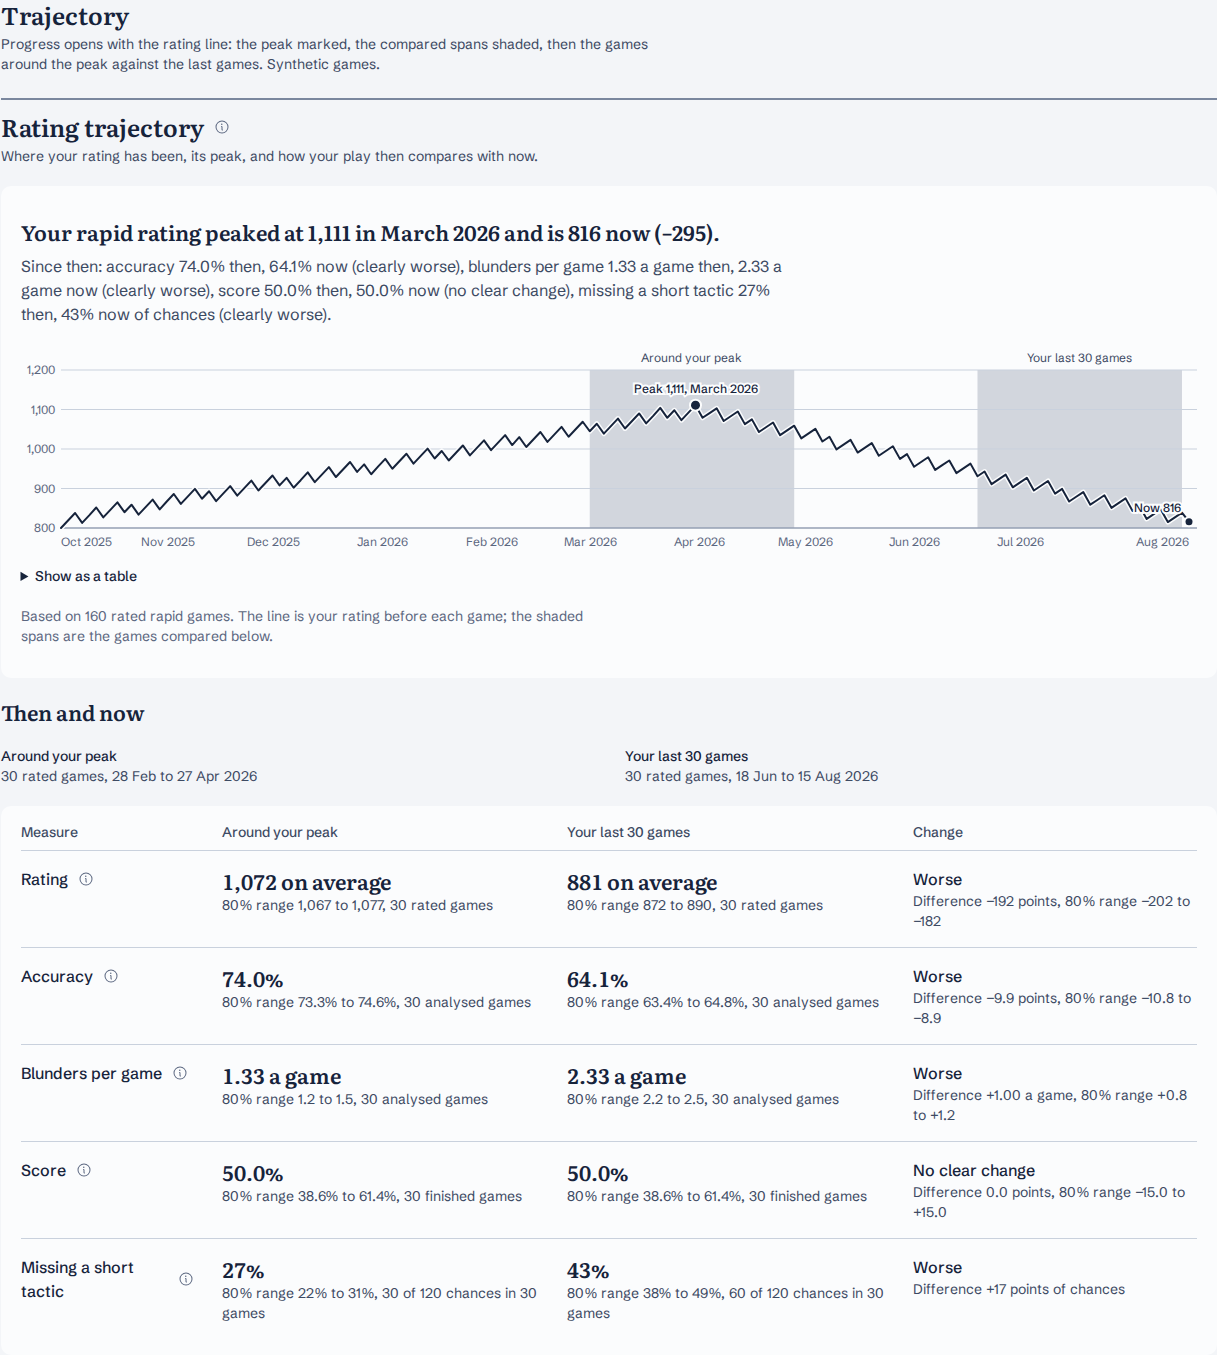 Trajectory
Progress opens with the rating line: the peak marked, the compared spans shaded, then the games
around the peak against the last games. Synthetic games.
Rating trajectory
Where your rating has been, its peak, and how your play then compares with now.
Your rapid rating peaked at 1,111 in March 2026 and is 816 now (−295).
Since then: accuracy 74.0% then, 64.1% now (clearly worse), blunders per game 1.33 a game then, 2.33 a
game now (clearly worse), score 50.0% then, 50.0% now (no clear change), missing a short tactic 27%
then, 43% now of chances (clearly worse).
Around your peak
Your last 30 games
1,200
Peak 1,111, March 2026
1,100
1,000
900
Now 816
800
Oct 2025 Nov 2025 Dec 2025 Jan 2026 Feb 2026 Mar 2026 Apr 2026 May 2026 Jun 2026 Jul 2026 Aug 2026
Show as a table
Based on 160 rated rapid games. The line is your rating before each game; the shaded
spans are the games compared below.
Then and now
Around your peak
30 rated games, 28 Feb to 27 Apr 2026
Your last 30 games
30 rated games, 18 Jun to 15 Aug 2026
Measure Around your peak Your last 30 games Change
Rating
1,072 on average
80% range 1,067 to 1,077, 30 rated games
881 on average
80% range 872 to 890, 30 rated games
Worse
Difference −192 points, 80% range −202 to
−182
Accuracy
74.0%
80% range 73.3% to 74.6%, 30 analysed games
64.1%
80% range 63.4% to 64.8%, 30 analysed games
Worse
Difference −9.9 points, 80% range −10.8 to
−8.9
Blunders per game
1.33 a game
80% range 1.2 to 1.5, 30 analysed games
2.33 a game
80% range 2.2 to 2.5, 30 analysed games
Worse
Difference +1.00 a game, 80% range +0.8
to +1.2
Score
50.0%
80% range 38.6% to 61.4%, 30 finished games
50.0%
80% range 38.6% to 61.4%, 30 finished games
No clear change
Difference 0.0 points, 80% range −15.0 to
+15.0
Missing a short
tactic
27%
80% range 22% to 31%, 30 of 120 chances in 30
games
43%
80% range 38% to 49%, 60 of 120 chances in 30
games
Worse
Difference +17 points of chances